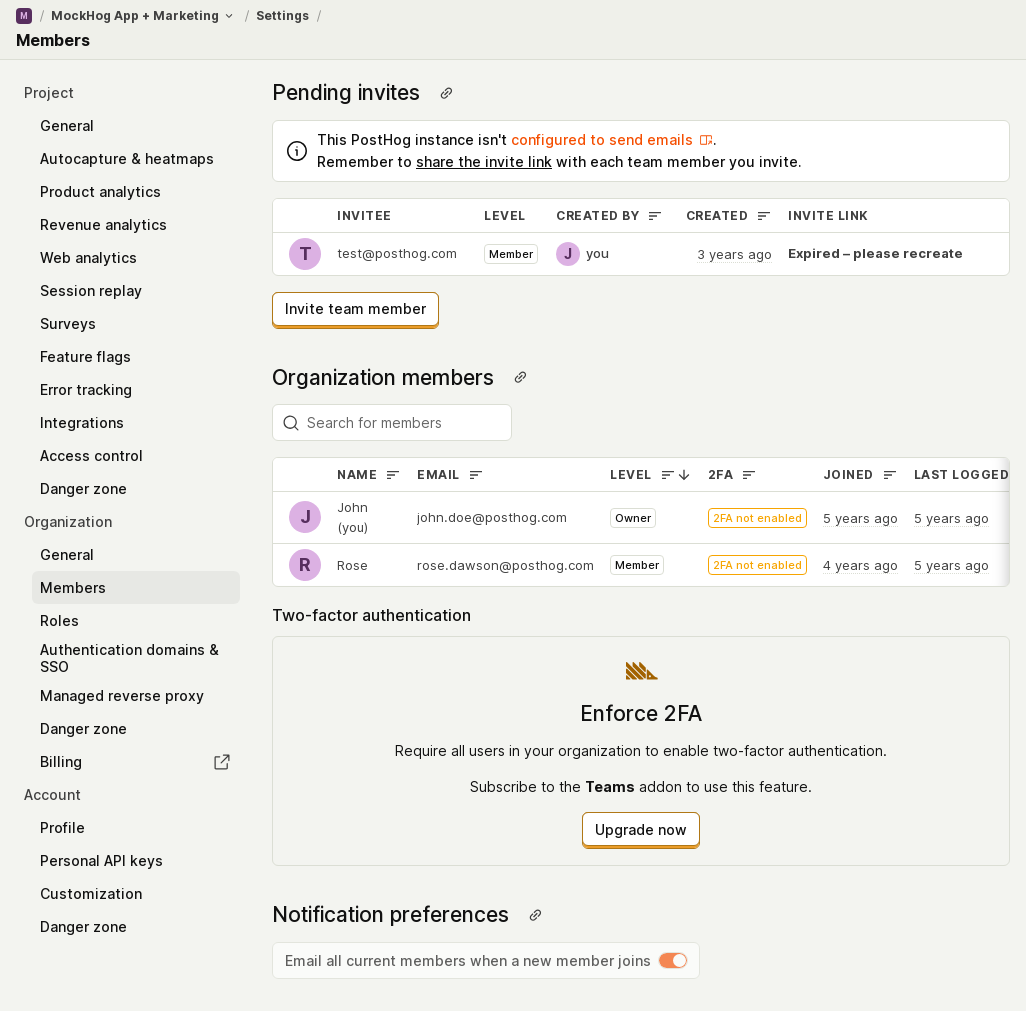 M / MockHog App + Marketing / Settings /
Members
Project
General
Autocapture & heatmaps
Product analytics
Revenue analytics
Web analytics
Session replay
Surveys
Feature flags
Error tracking
Integrations
Access control
Danger zone
Organization
General
Members
Roles
Authentication domains &
SSO
Managed reverse proxy
Danger zone
Billing
Account
Profile
Personal API keys
Customization
Danger zone
Pending invites
This PostHog instance isn't configured to send emails .
Remember to share the invite link with each team member you invite.
INVITEE LEVEL CREATED BY CREATED INVITE LINK
T test@posthog.com Member J you 3 years ago Expired – please recreate
Invite team member
Organization members
Search for members
NAME EMAIL LEVEL 2FA JOINED LAST LOGGED
J John (you) john.doe@posthog.com Owner 2FA not enabled 5 years ago 5 years ago
R Rose rose.dawson@posthog.com Member 2FA not enabled 4 years ago 5 years ago
Two-factor authentication
Enforce 2FA
Require all users in your organization to enable two-factor authentication.
Subscribe to the Teams addon to use this feature.
Upgrade now
Notification preferences
Email all current members when a new member joins